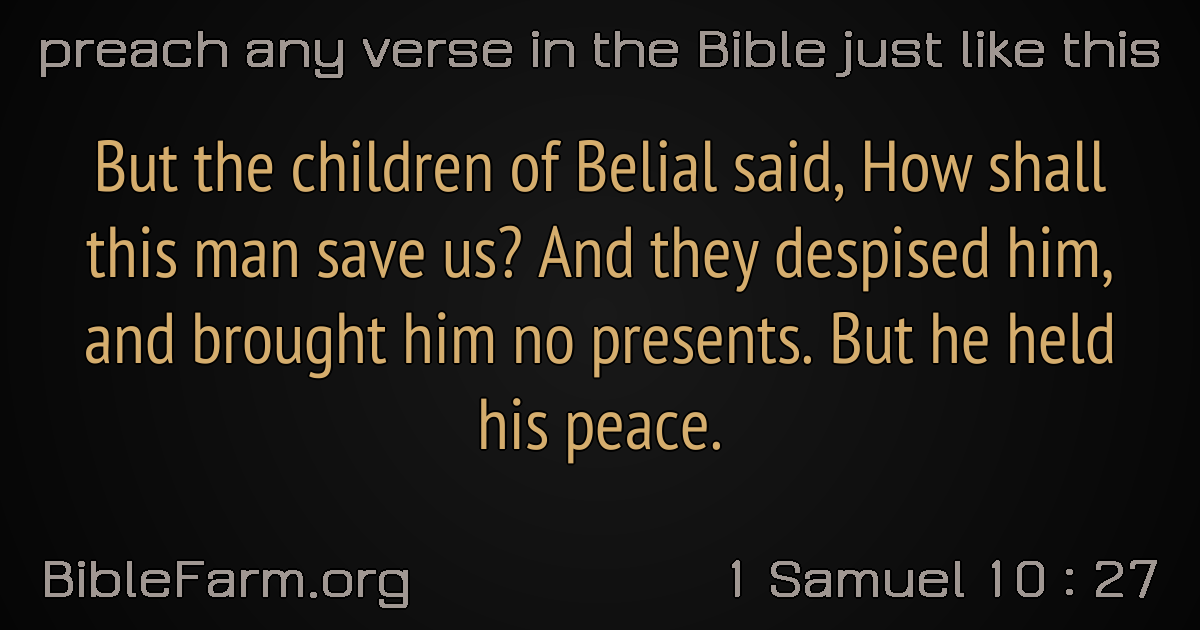 preach any verse in the Bible just like this
But the children of Belial said, How shall
this man save us? And they despised him,
and brought him no presents. But he held
his peace.
BibleFarm.org
1 Samuel 10 : 27